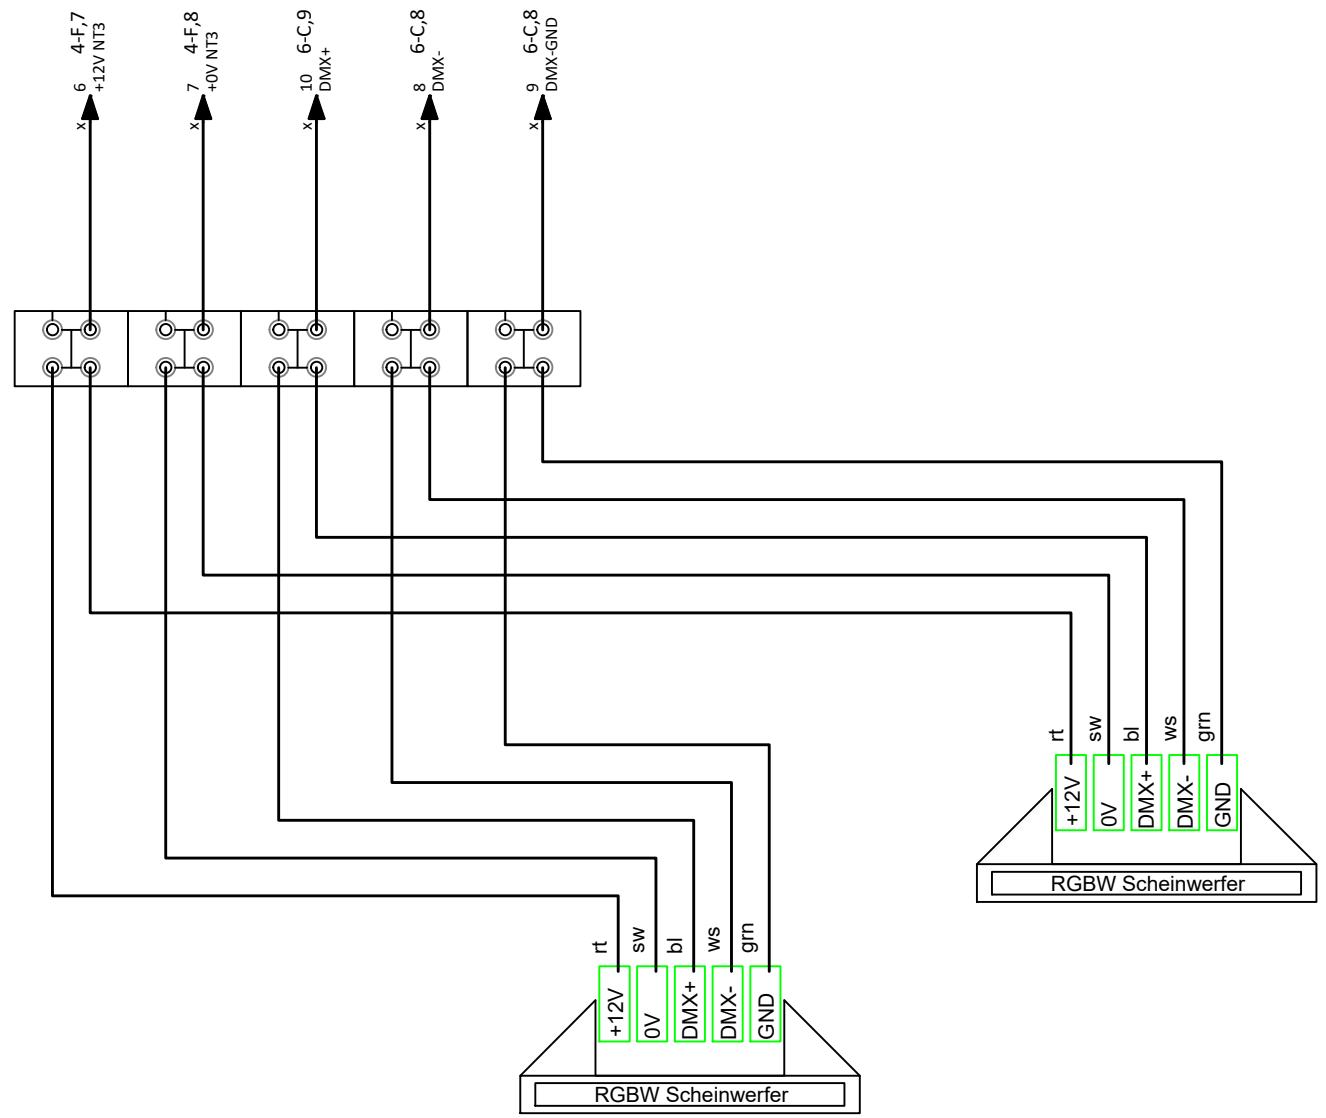 6 4-F,7
+12V NT3
x
7 4-F,8
+0V NT3
x
10 6-C,9
DMX+
x
8 6-C,8
DMX-
x
9 6-C,8
DMX-GND
x
rt
sw
bl
ws
grn
+12V
0V
DMX+
DMX-
GND
RGBW Scheinwerfer
rt
sw
bl
ws
grn
+12V
0V
DMX+
DMX-
GND
RGBW Scheinwerfer